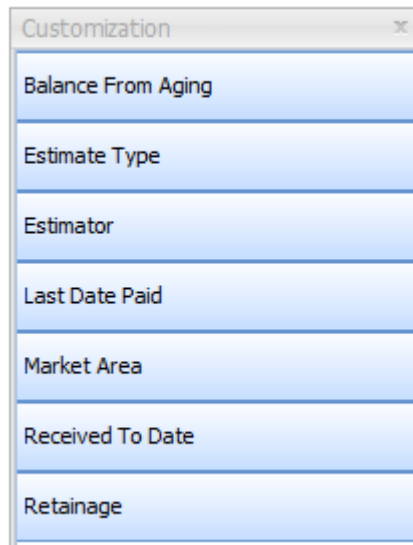 Customization
Balance From Aging
Estimate Type
Estimator
Last Date Paid
Market Area
Received To Date
Retainage